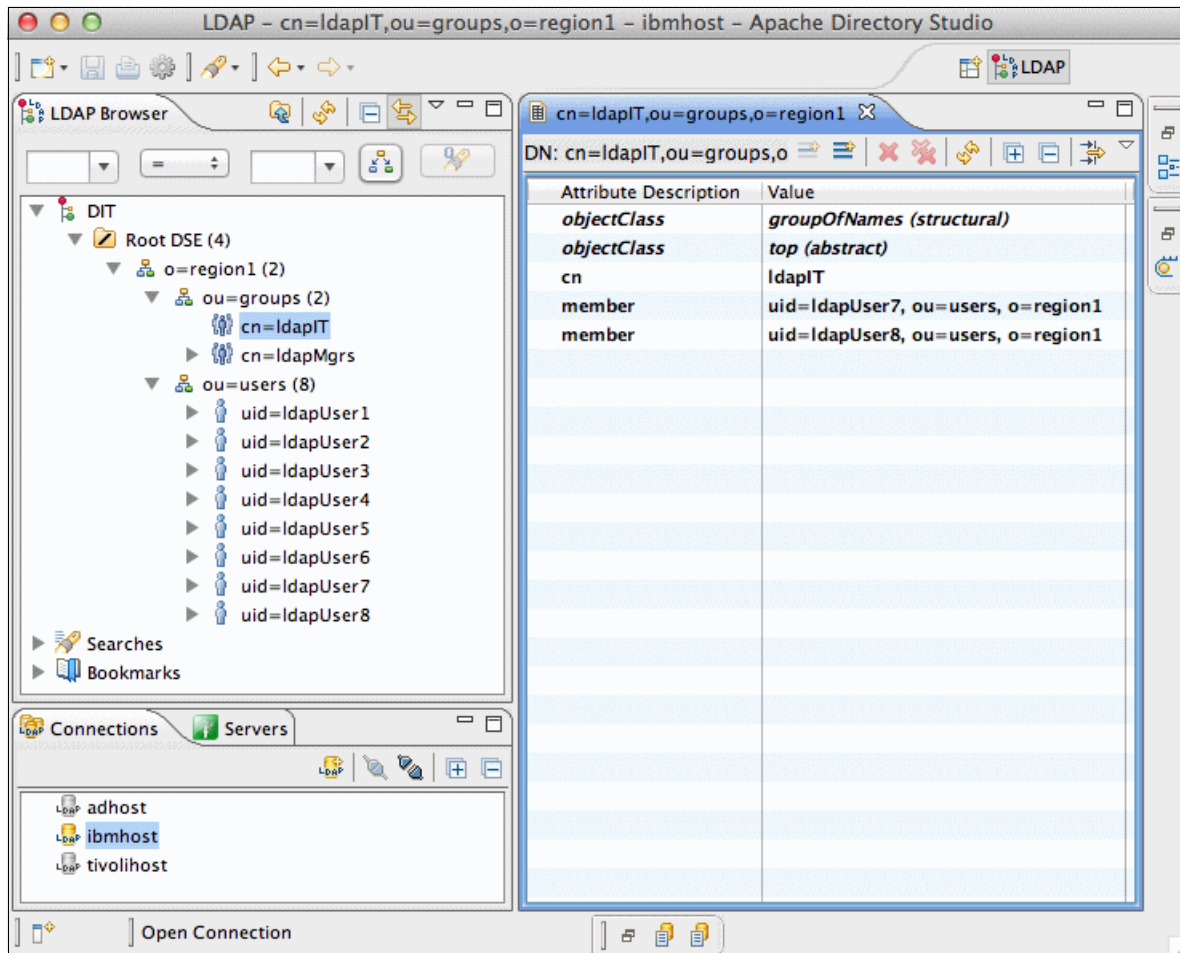 LDAP – cn=ldapIT,ou=groups,o=region1 – ibmhost – Apache Directory Studio
LDAP
LDAP Browser
=
DIT
Root DSE (4)
o=region1 (2)
ou=groups (2)
cn=ldapIT
cn=ldapMgrs
ou=users (8)
uid=ldapUser1
uid=ldapUser2
uid=ldapUser3
uid=ldapUser4
uid=ldapUser5
uid=ldapUser6
uid=ldapUser7
uid=ldapUser8
Searches
Bookmarks
cn=ldapIT,ou=groups,o=region1
DN: cn=ldapIT,ou=groups,o
Attribute Description Value
objectClass groupOfNames (structural)
objectClass top (abstract)
cn ldapIT
member uid=ldapUser7, ou=users, o=region1
member uid=ldapUser8, ou=users, o=region1
Connections Servers
LDAP
LDAP adhost
LDAP ibmhost
LDAP tivolihost
Open Connection